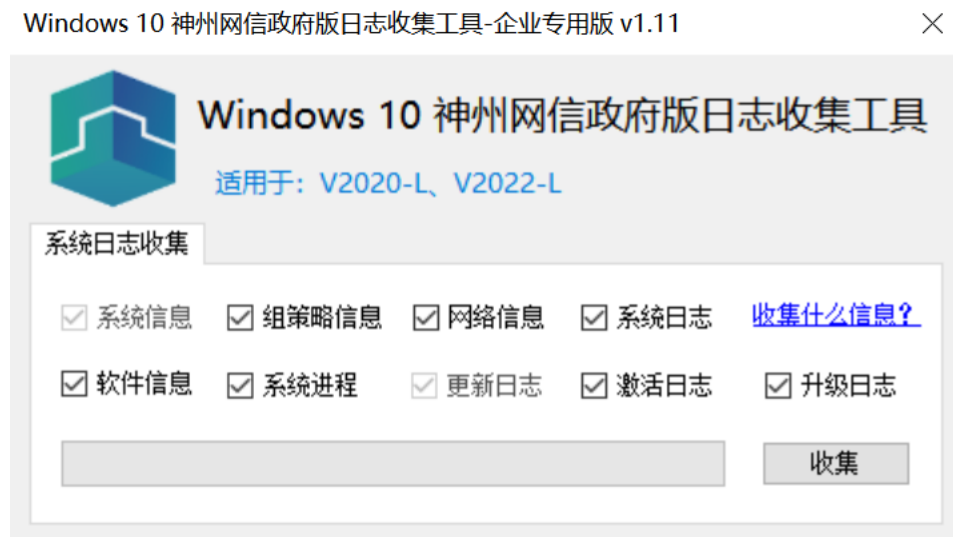 Windows 10 神州网信政府版日志收集工具-企业专用版 v1.11
Windows 10 神州网信政府版日志收集工具
适用于：V2020-L、V2022-L
系统日志收集
系统信息 组策略信息 网络信息 系统日志 收集什么信息？
软件信息 系统进程 更新日志 激活日志 升级日志
收集